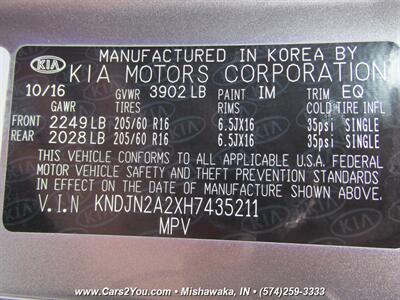 KIA MANUFACTURED IN KOREA BY
KIA MOTORS CORPORATION
10/16 GVWR 3902 LB PAINT IM TRIM EQ
GAWR TIRES RIMS COLD TIRE INFL
FRONT 2249 LB 205/60 R16 6.5JX16 35psi SINGLE
REAR 2028 LB 205/60 R16 6.5JX16 35psi SINGLE
THIS VEHICLE CONFORMS TO ALL APPLICABLE U.S.A. FEDERAL
MOTOR VEHICLE SAFETY AND THEFT PREVENTION STANDARDS
IN EFFECT ON THE DATE OF MANUFACTURE SHOWN ABOVE.
V.I.N KNDJN2A2XH7435211
MPV
www.Cars2You.com - Mishawaka, IN - (574)-259-3333